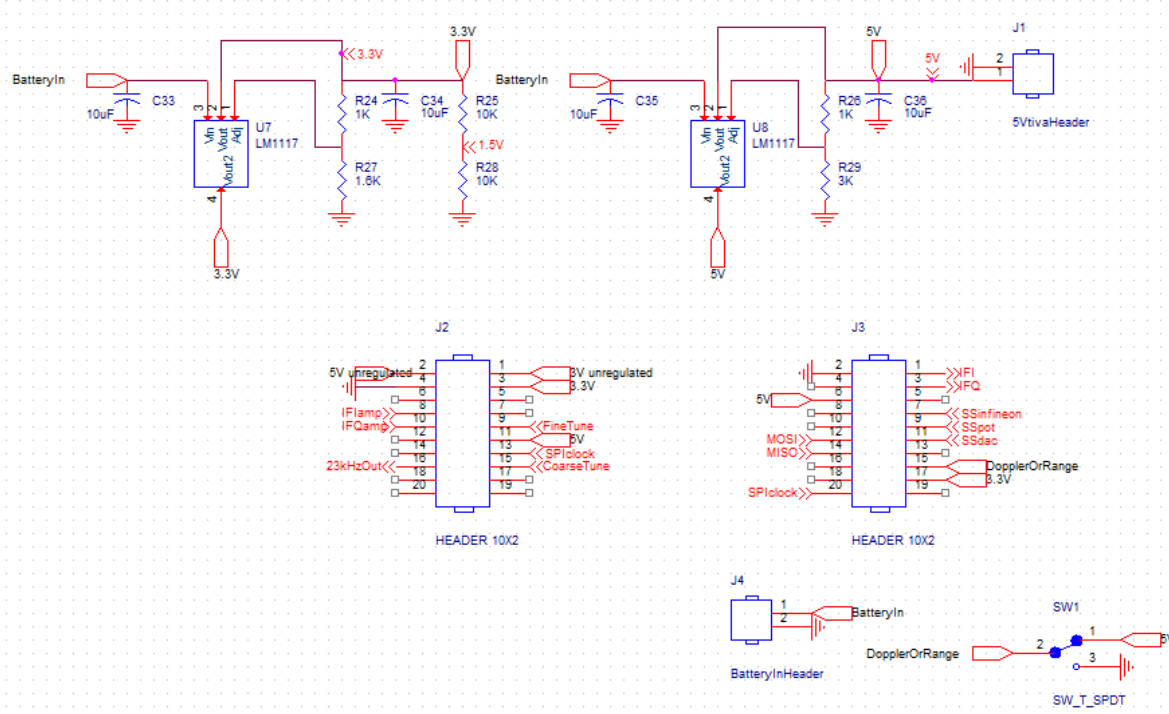 3.3V
5V
J1
BatteryIn
3.3V
BatteryIn
5V
2
1
C33
10uF
3
2
1
R24
1K
C34
10uF
R25
10K
C35
10uF
3
2
1
R26
1K
C36
10uF
5VtivaHeader
Vin
Vout
Adj
Vout2
U7
LM1117
1.5V
Vin
Vout
Adj
Vout2
U8
LM1117
R27
1.6K
R28
10K
R29
3K
4
4
3.3V
5V
J2
J3
5V unregulated
2
1
3V unregulated
4
3
3.3V
6
5
8
7
IFIamp
10
9
FineTune
IFQamp
12
11
5V
14
13
SPIclock
16
15
CoarseTune
23kHzOut
18
17
20
19
2
1
IFI
4
3
IFQ
5V
6
5
8
7
SSinfineon
10
9
SSpot
12
11
SSdac
MOSI
14
13
MISO
16
15
DopplerOrRange
18
17
3.3V
20
19
SPIclock
HEADER 10X2
HEADER 10X2
J4
1
BatteryIn
2
BatteryInHeader
SW1
DopplerOrRange
2
1
5V
3
SW_T_SPDT